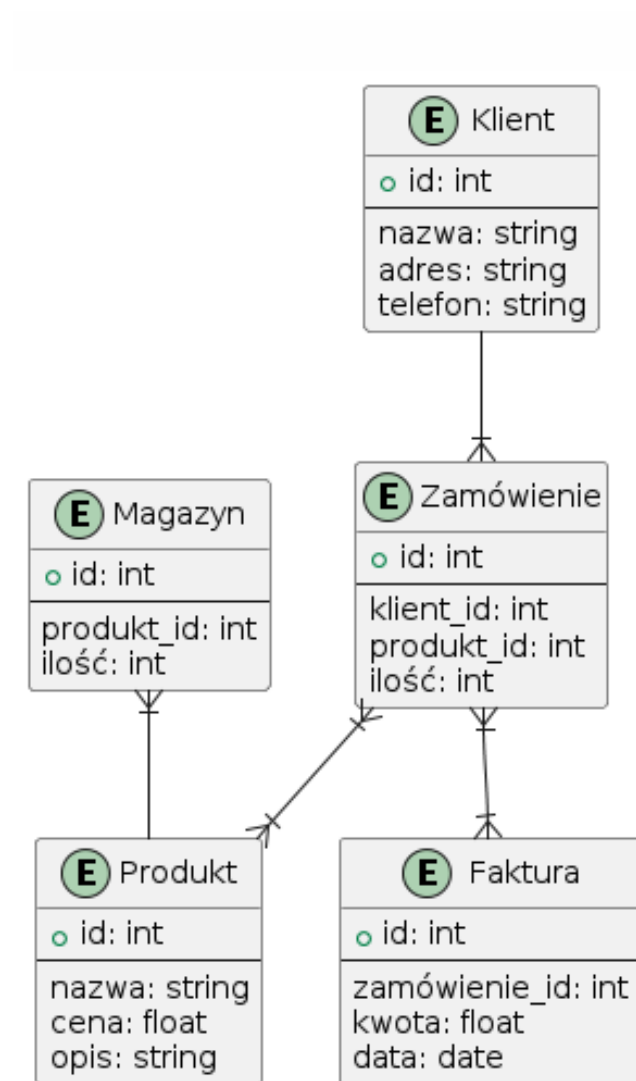 E Klient
id: int
nazwa: string
adres: string
telefon: string
E Magazyn
id: int
produkt_id: int
ilość: int
E Zamówienie
id: int
klient_id: int
produkt_id: int
ilość: int
E Produkt
id: int
nazwa: string
cena: float
opis: string
E Faktura
id: int
zamówienie_id: int
kwota: float
data: date